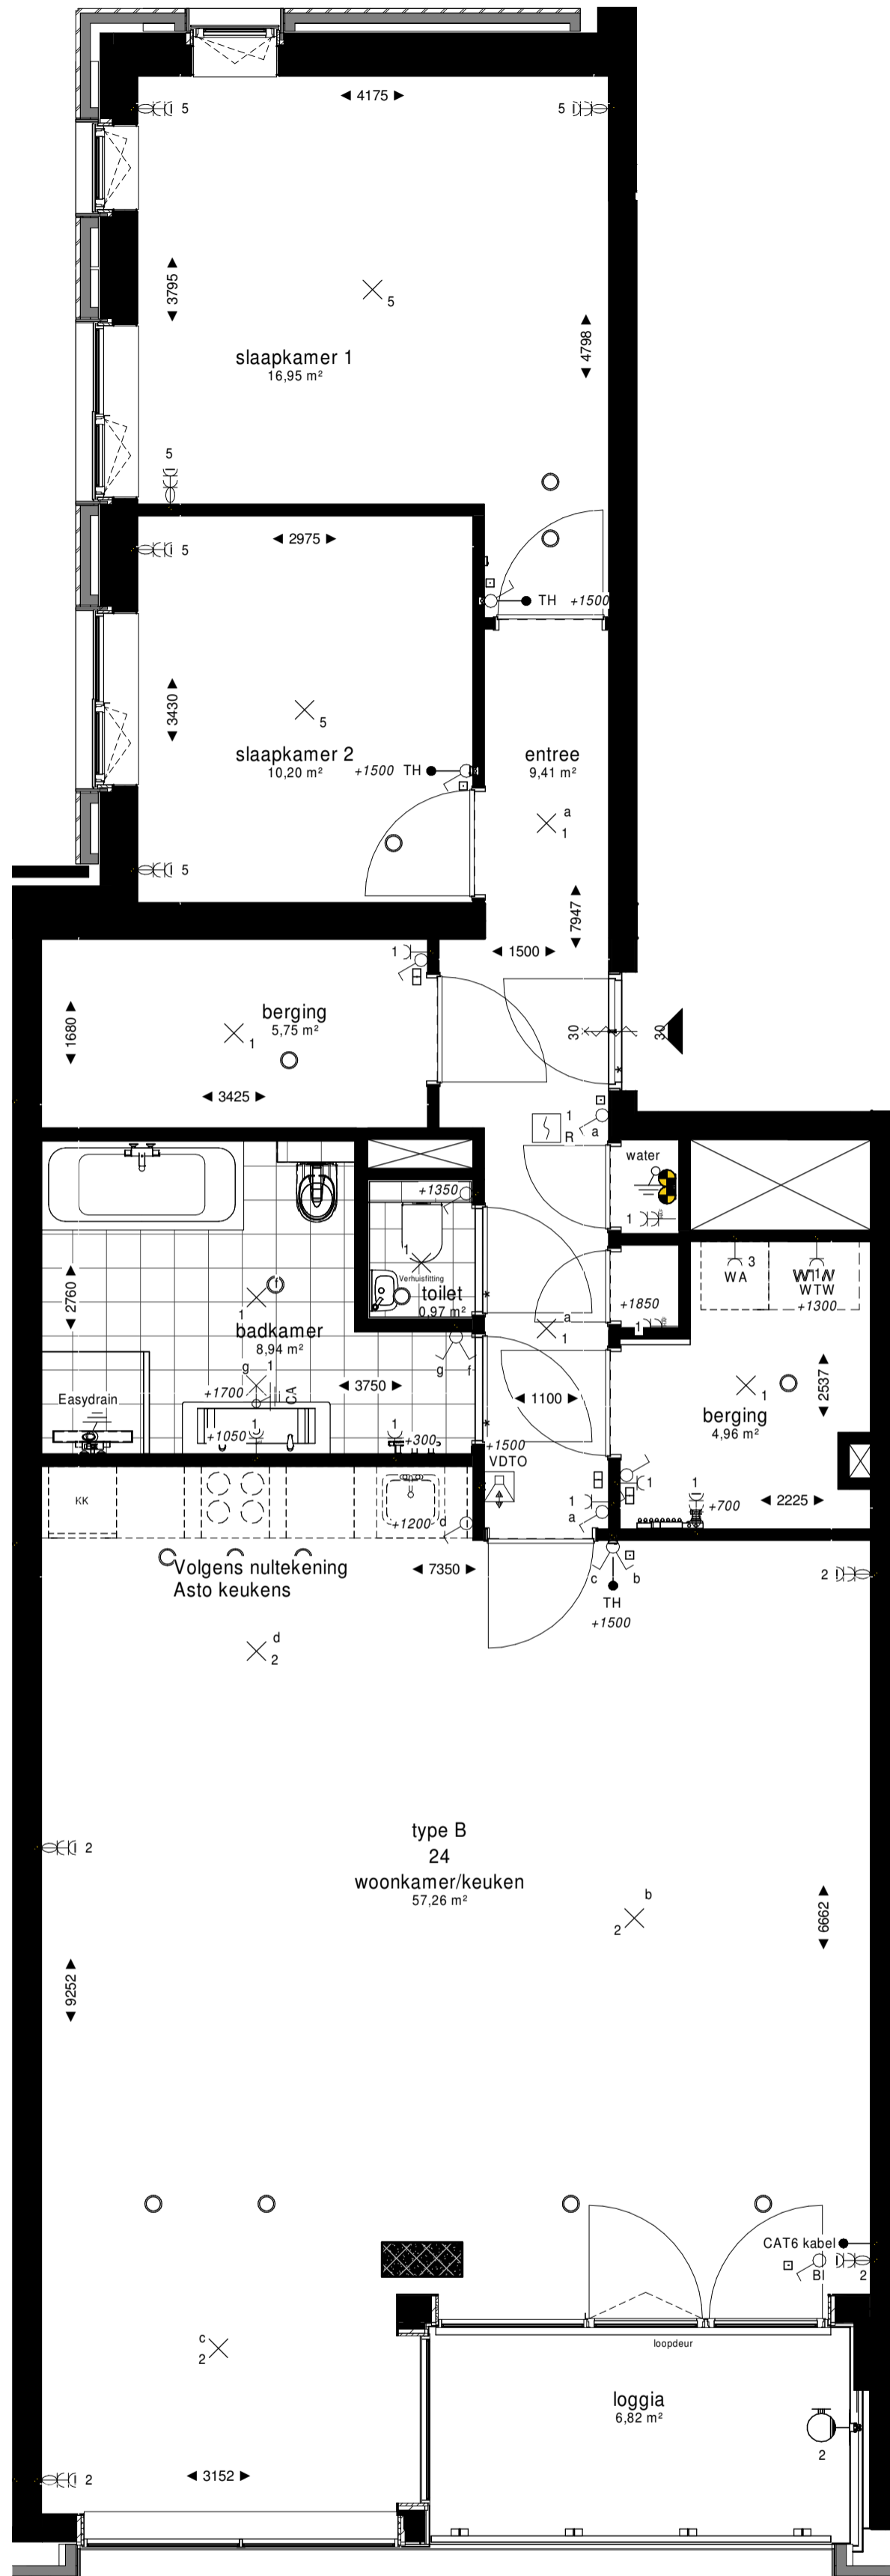 4175
5
5
3795
5
4798
slaapkamer 1
16,95 m²
5
2975
5
TH +1500
3430
5
slaapkamer 2
10,20 m²
+1500 TH
entree
9,41 m²
a
1
5
7947
1500
1
berging
5,75 m²
1680
1
3425
30
30
1
R
a
water
1
+1350
1
Verhuisfitting
toilet
0,97 m²
2760
1
badkamer
8,94 m²
g 1
+1700
CA
3750
g f
a
1
+1850
1
WA
3
1
WTW
+1300
1100
1
berging
4,96 m²
2537
Easydrain
+1050
1
1
+300
+1500
VDTO
1
1
+700
2225
KK
+1200
d
1
a
Volgens nultekening
Asto keukens
7350
c b
TH
+1500
2
d
2
type B
24
woonkamer/keuken
57,26 m²
2
b
2
6662
9252
CAT6 kabel
BI
2
loopdeur
c
2
loggia
6,82 m²
2
3152
2